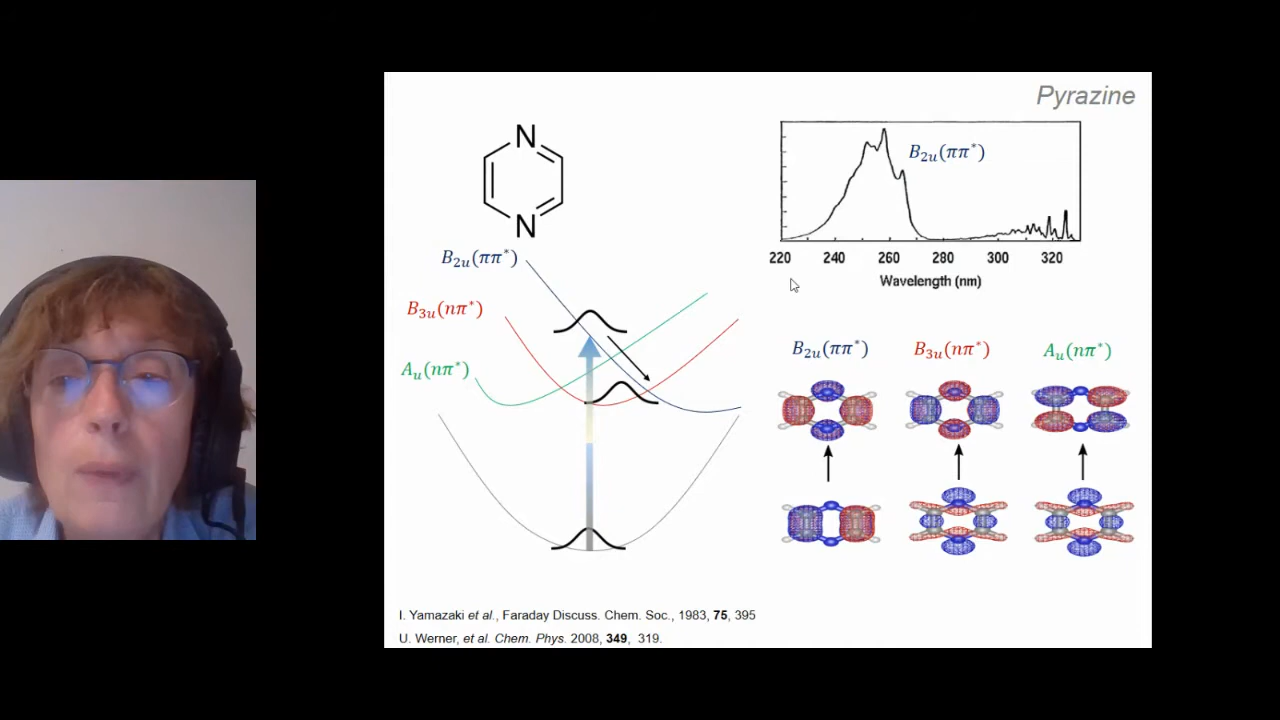 Pyrazine
N
N
B₂ᵤ(ππ*)
B₃ᵤ(nπ*)
Aᵤ(nπ*)
B₂ᵤ(ππ*)
220 240 260 280 300 320
Wavelength (nm)
B₂ᵤ(ππ*) B₃ᵤ(nπ*) Aᵤ(nπ*)
I. Yamazaki et al., Faraday Discuss. Chem. Soc., 1983, 75, 395
U. Werner, et al. Chem. Phys. 2008, 349, 319.